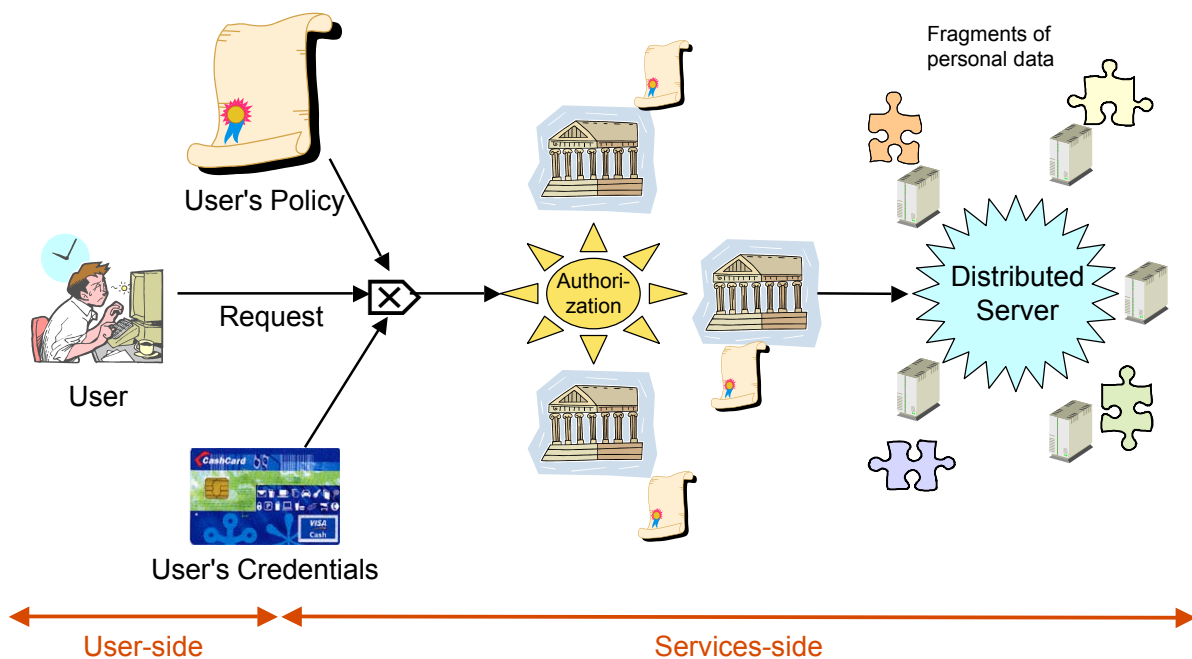 Fragments of
personal data
User's Policy
Authori-
zation
Distributed
Server
Request
User
CashCard
VISA
Cash
User's Credentials
User-side
Services-side